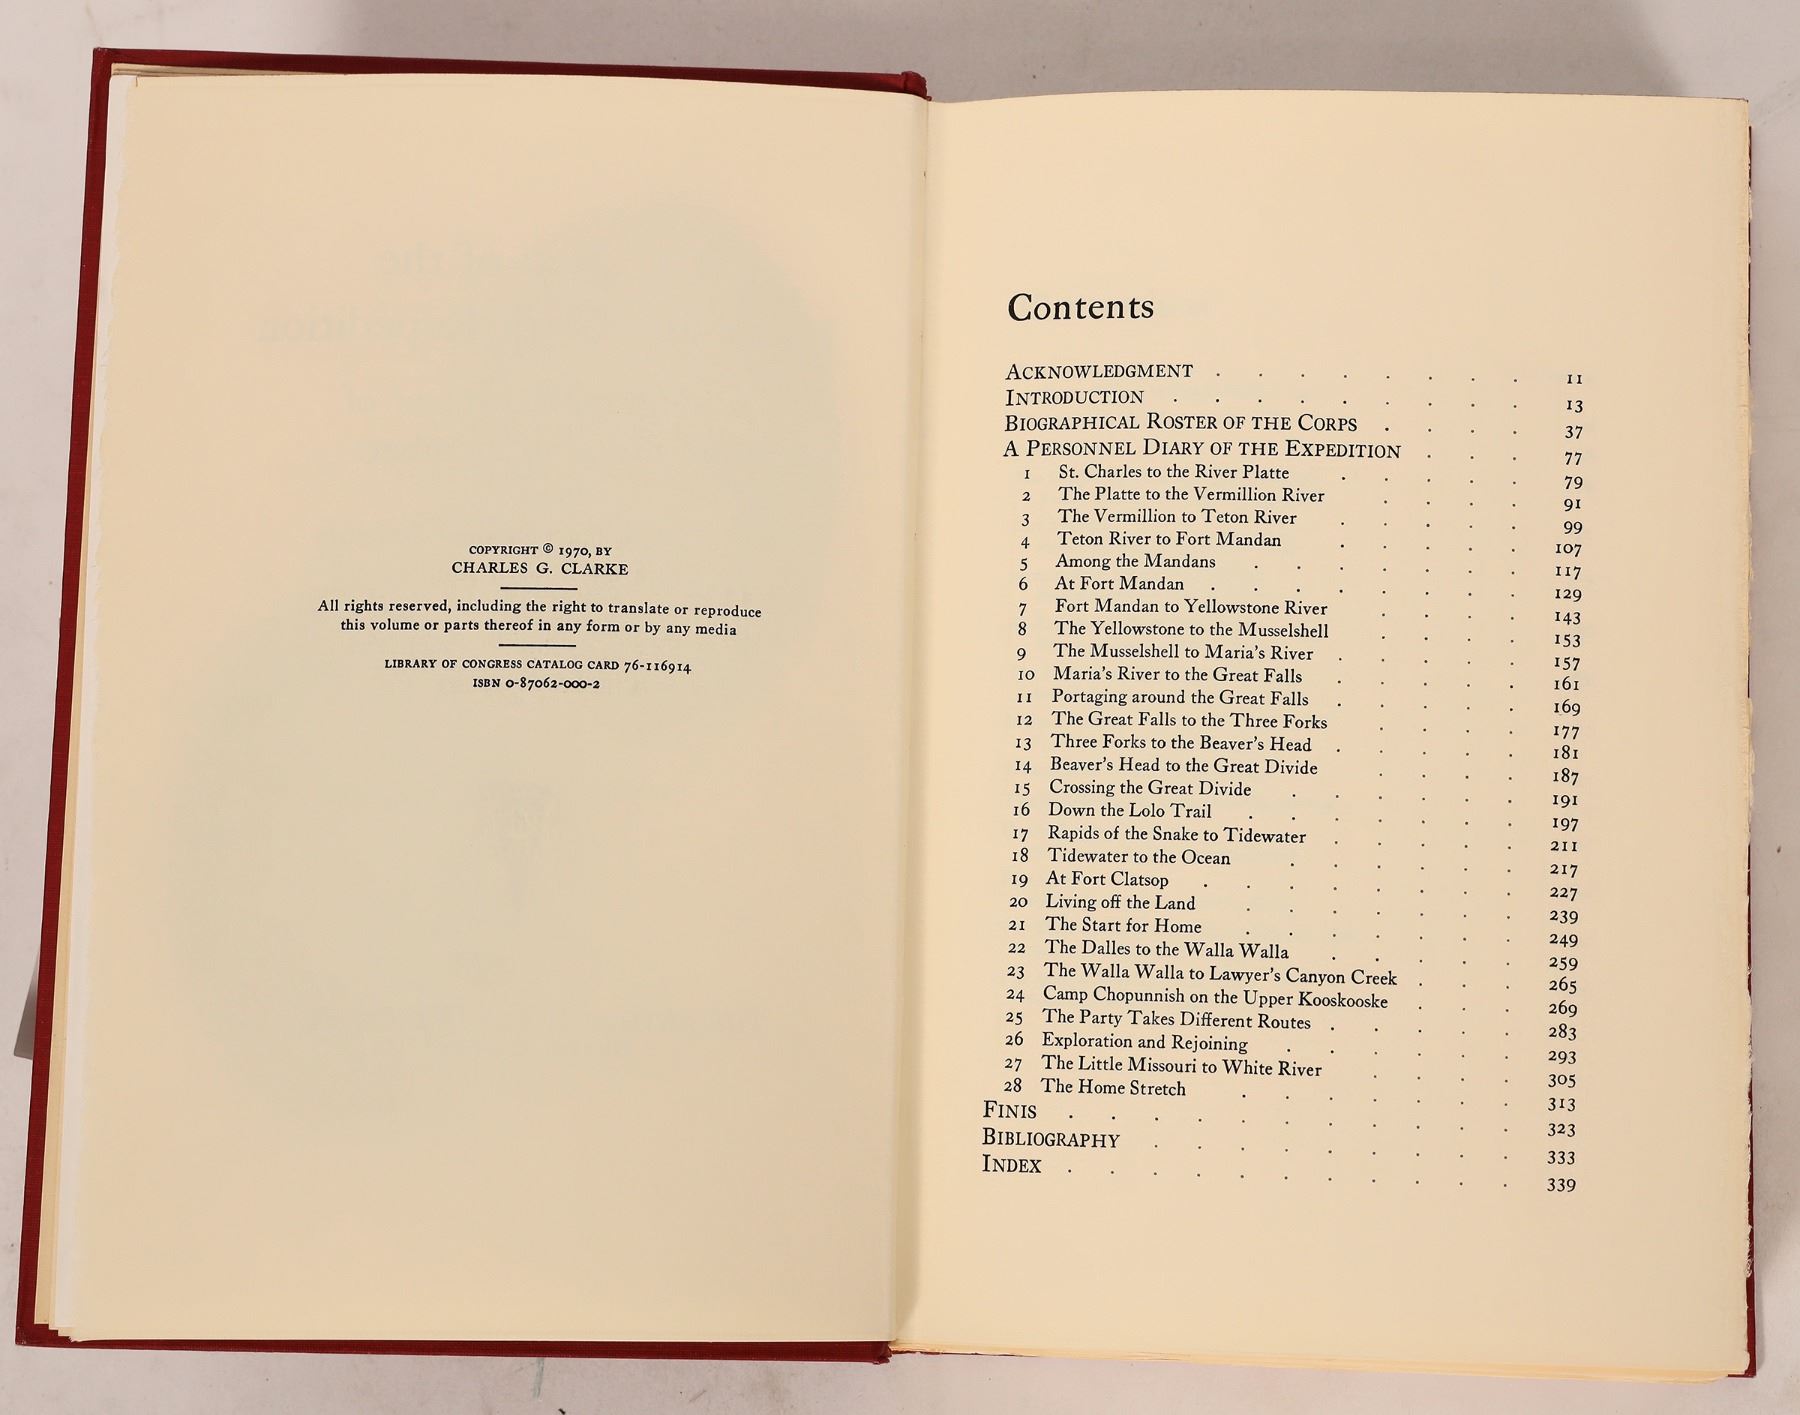 COPYRIGHT © 1970, BY
CHARLES G. CLARKE
All rights reserved, including the right to translate or reproduce
this volume or parts thereof in any form or by any media
LIBRARY OF CONGRESS CATALOG CARD 76-116914
ISBN 0-87062-000-2
Contents
ACKNOWLEDGMENT . . . . . . . . 11
INTRODUCTION . . . . . . . . . 13
BIOGRAPHICAL ROSTER OF THE CORPS . . . . 37
A PERSONNEL DIARY OF THE EXPEDITION . . . 77
1 St. Charles to the River Platte . . . . . 79
2 The Platte to the Vermillion River . . . . 91
3 The Vermillion to Teton River . . . . . 99
4 Teton River to Fort Mandan . . . . . 107
5 Among the Mandans . . . . . . . 117
6 At Fort Mandan . . . . . . . . 129
7 Fort Mandan to Yellowstone River . . . . 143
8 The Yellowstone to the Musselshell . . . . 153
9 The Musselshell to Maria's River . . . . . 157
10 Maria's River to the Great Falls . . . . . 161
11 Portaging around the Great Falls . . . . . 169
12 The Great Falls to the Three Forks . . . . 177
13 Three Forks to the Beaver's Head . . . . . 181
14 Beaver's Head to the Great Divide . . . . 187
15 Crossing the Great Divide . . . . . . 191
16 Down the Lolo Trail . . . . . . . 197
17 Rapids of the Snake to Tidewater . . . . . 211
18 Tidewater to the Ocean . . . . . . 217
19 At Fort Clatsop . . . . . . . . 227
20 Living off the Land . . . . . . . 239
21 The Start for Home . . . . . . . 249
22 The Dalles to the Walla Walla . . . . . 259
23 The Walla Walla to Lawyer's Canyon Creek . . . 265
24 Camp Chopunnish on the Upper Kooskooske . . . 269
25 The Party Takes Different Routes . . . . . 283
26 Exploration and Rejoining . . . . . . 293
27 The Little Missouri to White River . . . . 305
28 The Home Stretch . . . . . . . 313
FINIS . . . . . . . . . . . 323
BIBLIOGRAPHY . . . . . . . . . 333
INDEX . . . . . . . . . . . 339